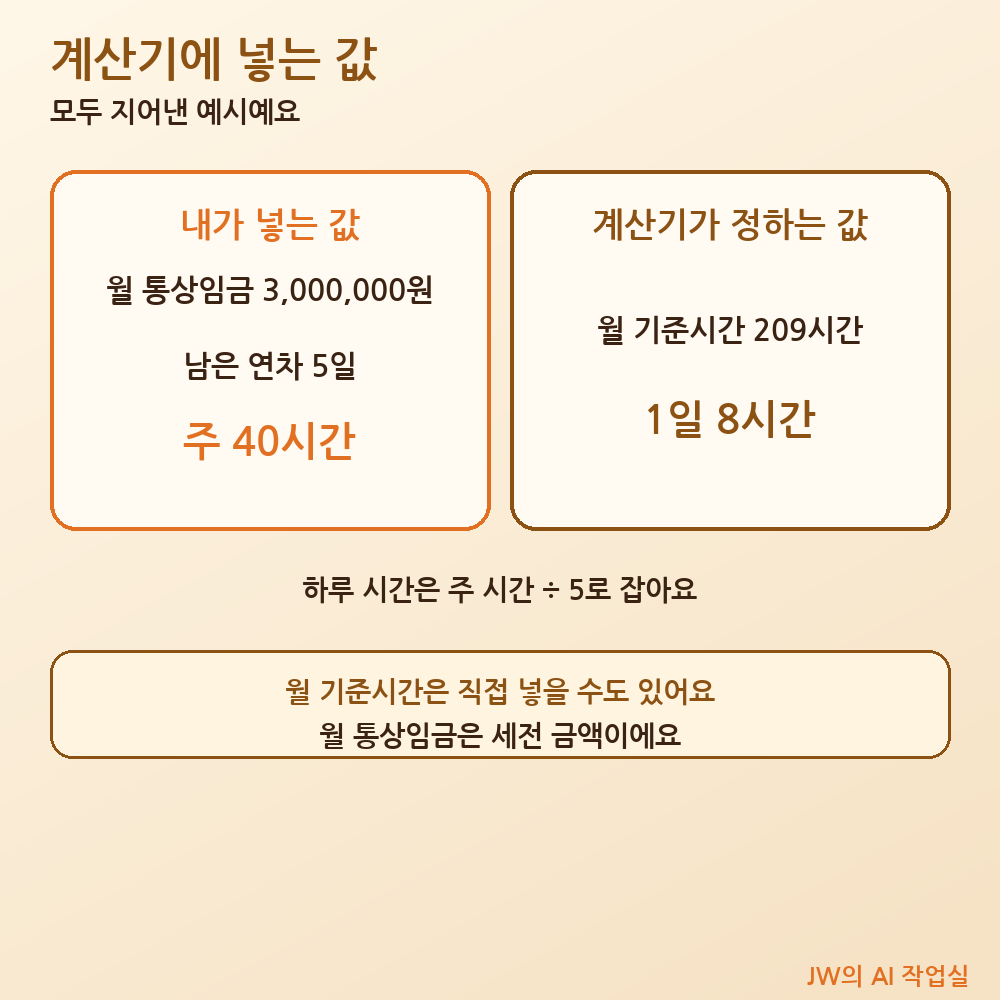 계산기에 넣는 값
모두 지어낸 예시예요
내가 넣는 값
월 통상임금 3,000,000원
남은 연차 5일
주 40시간
계산기가 정하는 값
월 기준시간 209시간
1일 8시간
하루 시간은 주 시간 ÷ 5로 잡아요
월 기준시간은 직접 넣을 수도 있어요
월 통상임금은 세전 금액이에요
JW의 AI 작업실